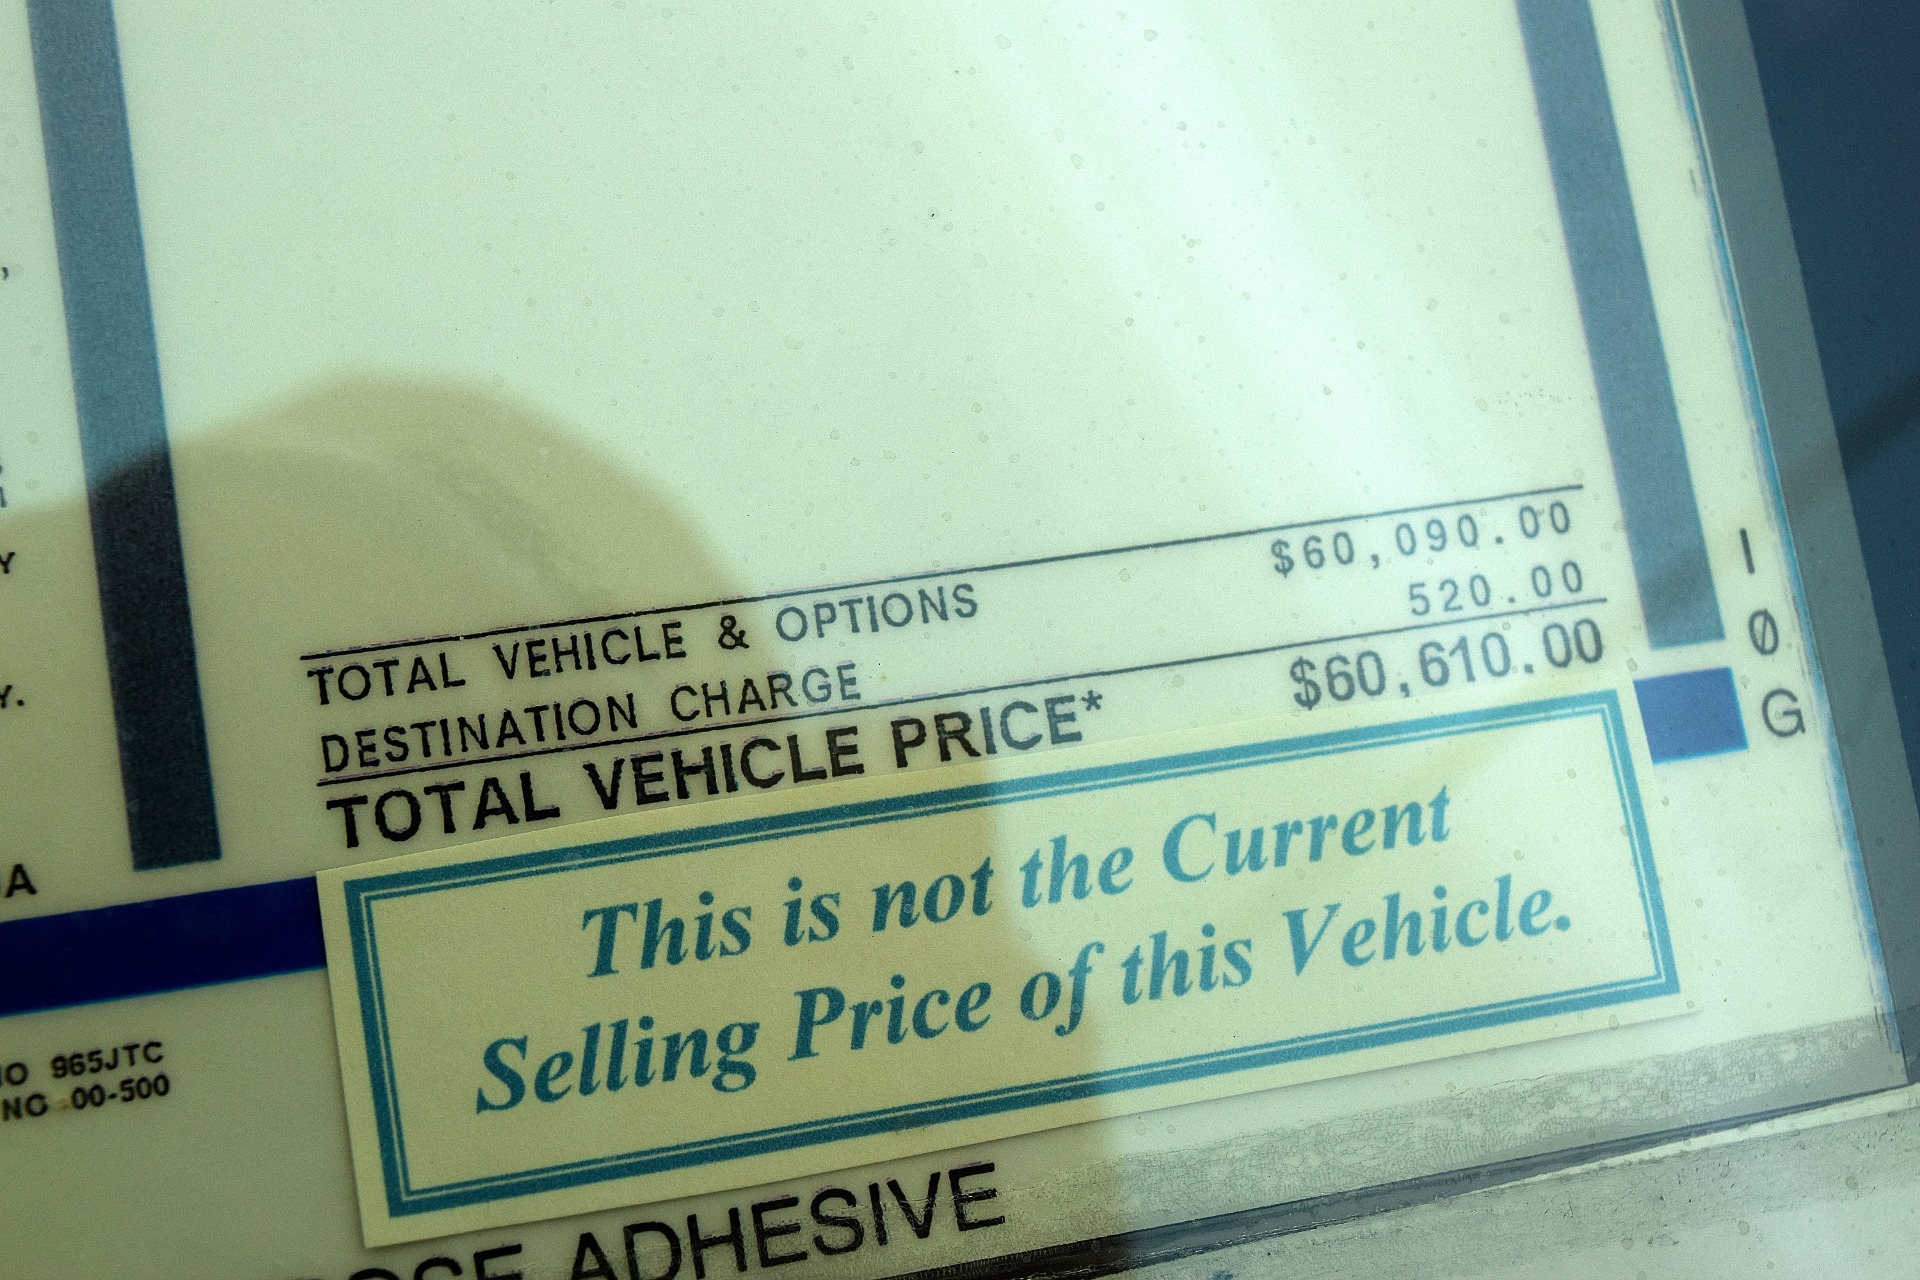 TOTAL VEHICLE & OPTIONS $60,090.00
DESTINATION CHARGE 520.00
TOTAL VEHICLE PRICE* $60,610.00
This is not the Current
Selling Price of this Vehicle.
965JTC
00-500
ADHESIVE
I
Ø
G